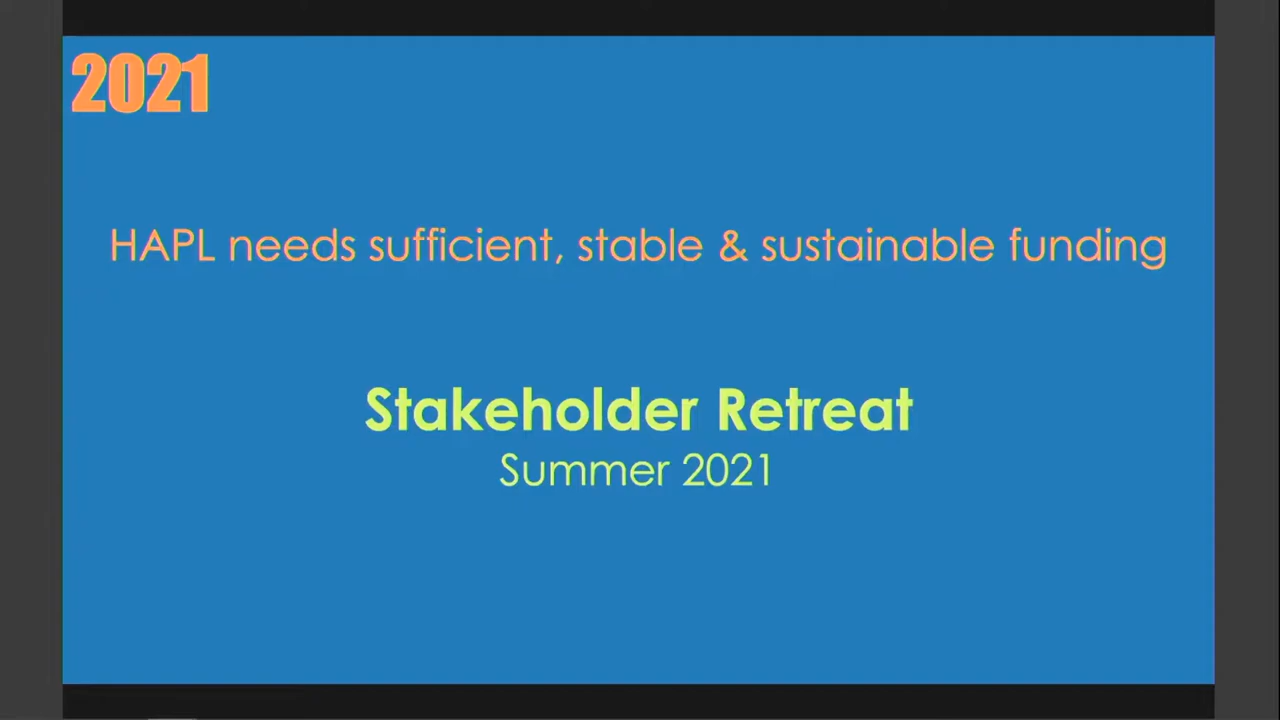 2021
HAPL needs sufficient, stable & sustainable funding
Stakeholder Retreat
Summer 2021